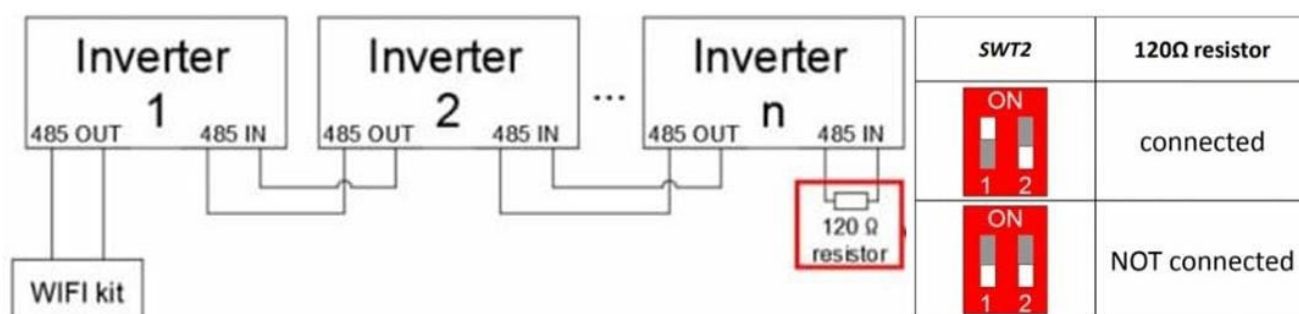 Inverter
1
485 OUT
485 IN
Inverter
2
485 OUT
485 IN
...
Inverter
n
485 OUT
485 IN
120 Ω
resistor
WIFI kit
SWT2
120Ω resistor
ON
1 2
connected
ON
1 2
NOT connected